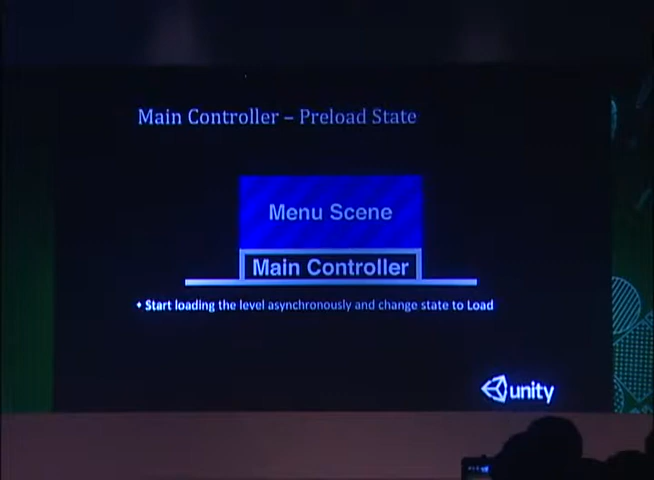 Main Controller – Preload State
Menu Scene
Main Controller
• Start loading the level asynchronously and change state to Load
unity